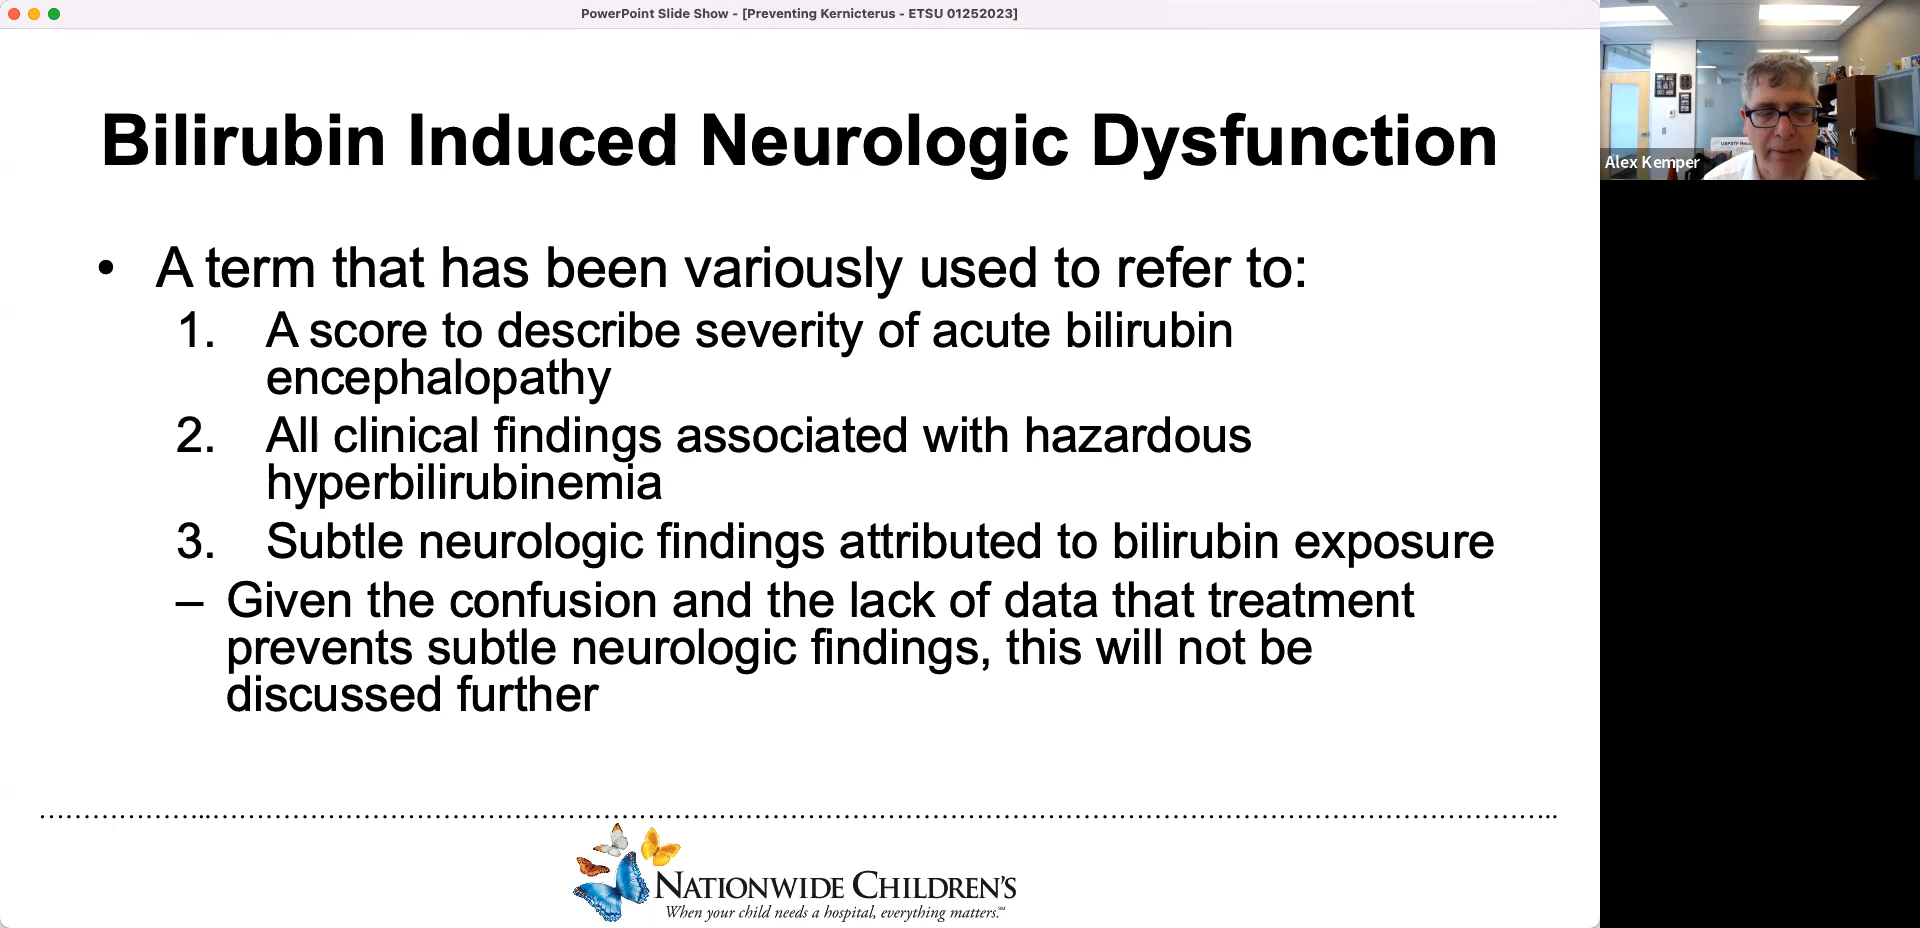 PowerPoint Slide Show - [Preventing Kernicterus - ETSU 01252023]
Bilirubin Induced Neurologic Dysfunction
• A term that has been variously used to refer to:
1. A score to describe severity of acute bilirubin
encephalopathy
2. All clinical findings associated with hazardous
hyperbilirubinemia
3. Subtle neurologic findings attributed to bilirubin exposure
– Given the confusion and the lack of data that treatment
prevents subtle neurologic findings, this will not be
discussed further
NATIONWIDE CHILDREN'S
When your child needs a hospital, everything matters.℠
Alex Kemper